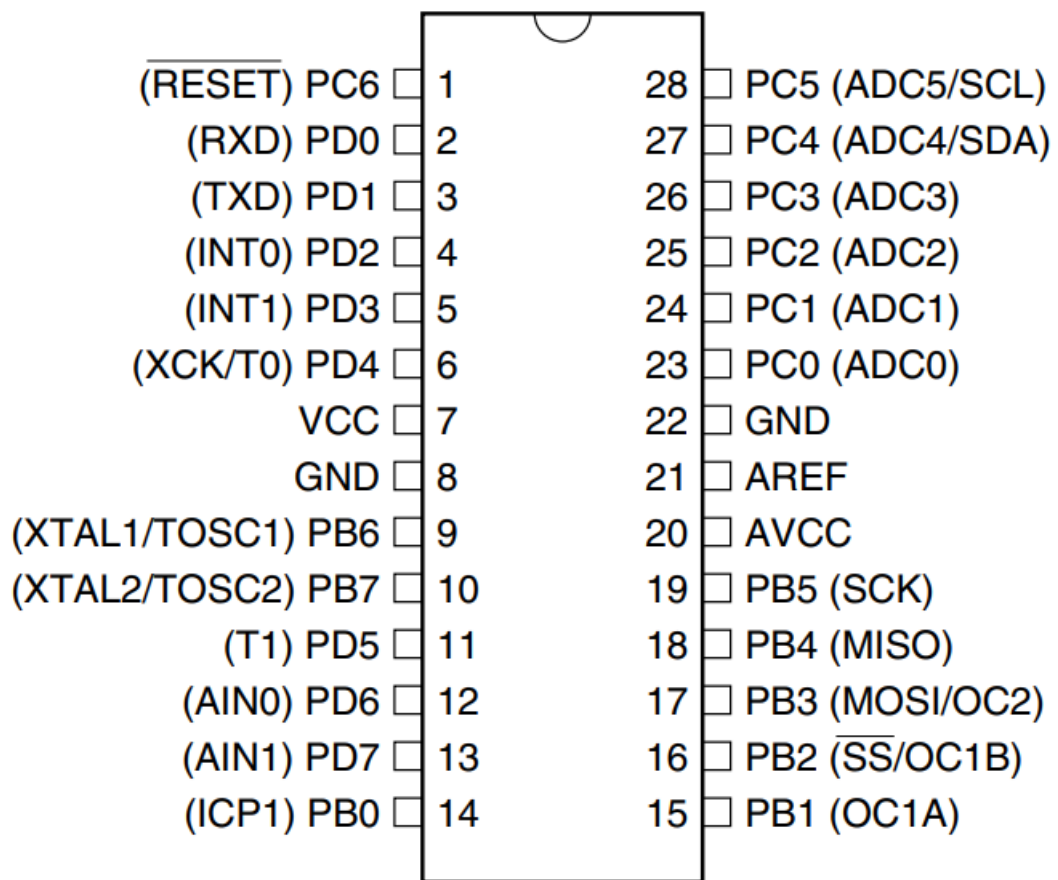 (RESET) PC6 1 28 PC5 (ADC5/SCL)
(RXD) PD0 2 27 PC4 (ADC4/SDA)
(TXD) PD1 3 26 PC3 (ADC3)
(INT0) PD2 4 25 PC2 (ADC2)
(INT1) PD3 5 24 PC1 (ADC1)
(XCK/T0) PD4 6 23 PC0 (ADC0)
VCC 7 22 GND
GND 8 21 AREF
(XTAL1/TOSC1) PB6 9 20 AVCC
(XTAL2/TOSC2) PB7 10 19 PB5 (SCK)
(T1) PD5 11 18 PB4 (MISO)
(AIN0) PD6 12 17 PB3 (MOSI/OC2)
(AIN1) PD7 13 16 PB2 (SS/OC1B)
(ICP1) PB0 14 15 PB1 (OC1A)